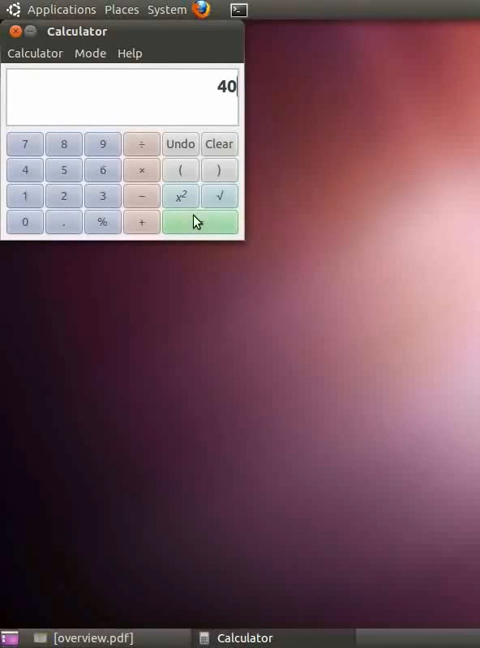 Applications Places System
Calculator
Calculator Mode Help
40
7 8 9 ÷ Undo Clear
4 5 6 × ( )
1 2 3 − x² √
0 . % +
[overview.pdf] Calculator